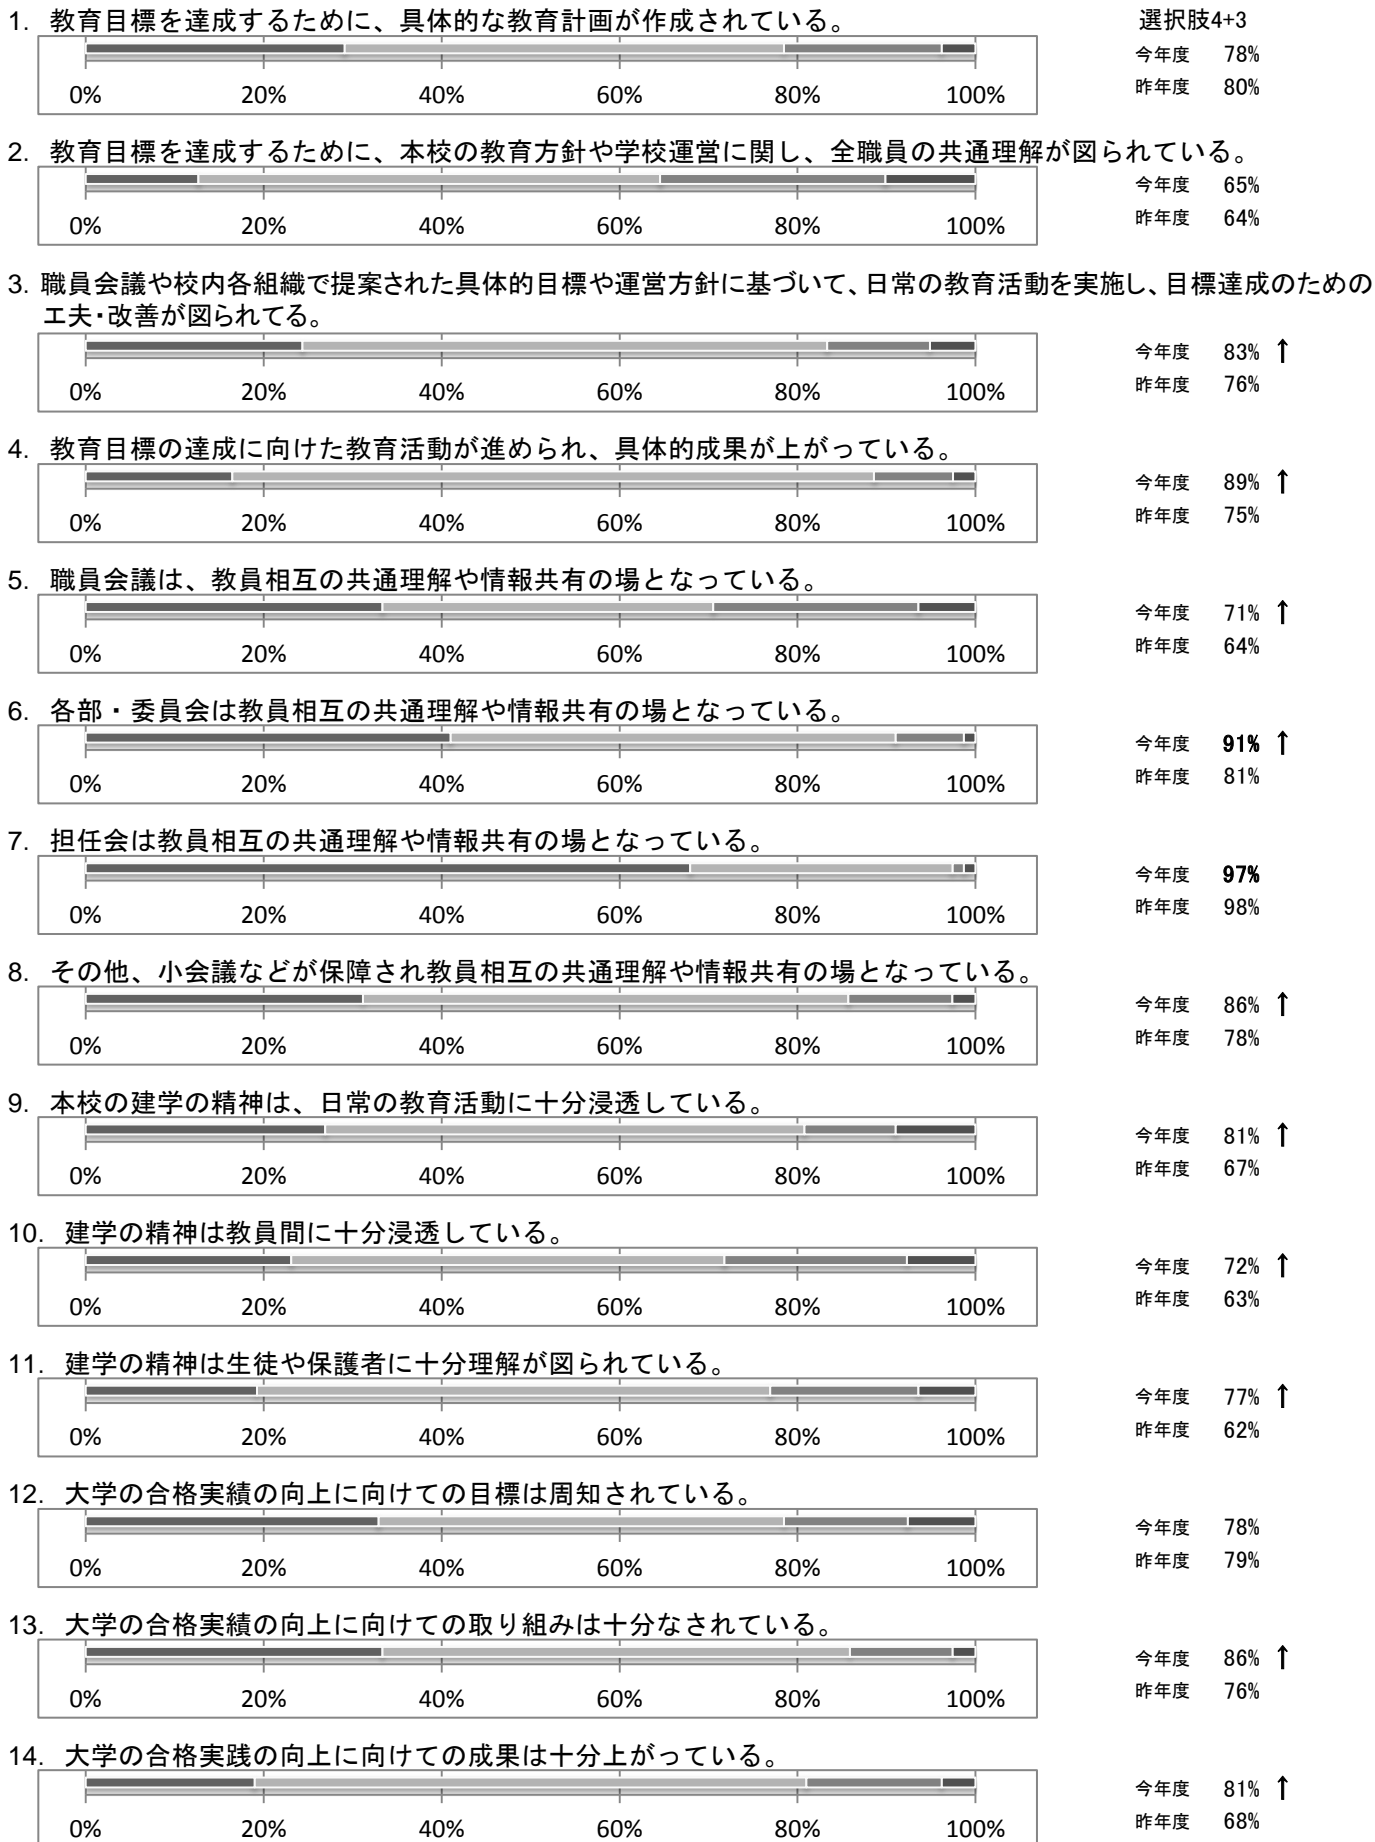 1. 教育目標を達成するために、具体的な教育計画が作成されている。 選択肢4+3
今年度 78%
0% 20% 40% 60% 80% 100% 昨年度 80%
2. 教育目標を達成するために、本校の教育方針や学校運営に関し、全職員の共通理解が図られている。
今年度 65%
0% 20% 40% 60% 80% 100% 昨年度 64%
3. 職員会議や校内各組織で提案された具体的目標や運営方針に基づいて、日常の教育活動を実施し、目標達成のための
工夫・改善が図られてる。
今年度 83% ↑
0% 20% 40% 60% 80% 100% 昨年度 76%
4. 教育目標の達成に向けた教育活動が進められ、具体的成果が上がっている。
今年度 89% ↑
0% 20% 40% 60% 80% 100% 昨年度 75%
5. 職員会議は、教員相互の共通理解や情報共有の場となっている。
今年度 71% ↑
0% 20% 40% 60% 80% 100% 昨年度 64%
6. 各部・委員会は教員相互の共通理解や情報共有の場となっている。
今年度 91% ↑
0% 20% 40% 60% 80% 100% 昨年度 81%
7. 担任会は教員相互の共通理解や情報共有の場となっている。
今年度 97%
0% 20% 40% 60% 80% 100% 昨年度 98%
8. その他、小会議などが保障され教員相互の共通理解や情報共有の場となっている。
今年度 86% ↑
0% 20% 40% 60% 80% 100% 昨年度 78%
9. 本校の建学の精神は、日常の教育活動に十分浸透している。
今年度 81% ↑
0% 20% 40% 60% 80% 100% 昨年度 67%
10. 建学の精神は教員間に十分浸透している。
今年度 72% ↑
0% 20% 40% 60% 80% 100% 昨年度 63%
11. 建学の精神は生徒や保護者に十分理解が図られている。
今年度 77% ↑
0% 20% 40% 60% 80% 100% 昨年度 62%
12. 大学の合格実績の向上に向けての目標は周知されている。
今年度 78%
0% 20% 40% 60% 80% 100% 昨年度 79%
13. 大学の合格実績の向上に向けての取り組みは十分なされている。
今年度 86% ↑
0% 20% 40% 60% 80% 100% 昨年度 76%
14. 大学の合格実践の向上に向けての成果は十分上がっている。
今年度 81% ↑
0% 20% 40% 60% 80% 100% 昨年度 68%